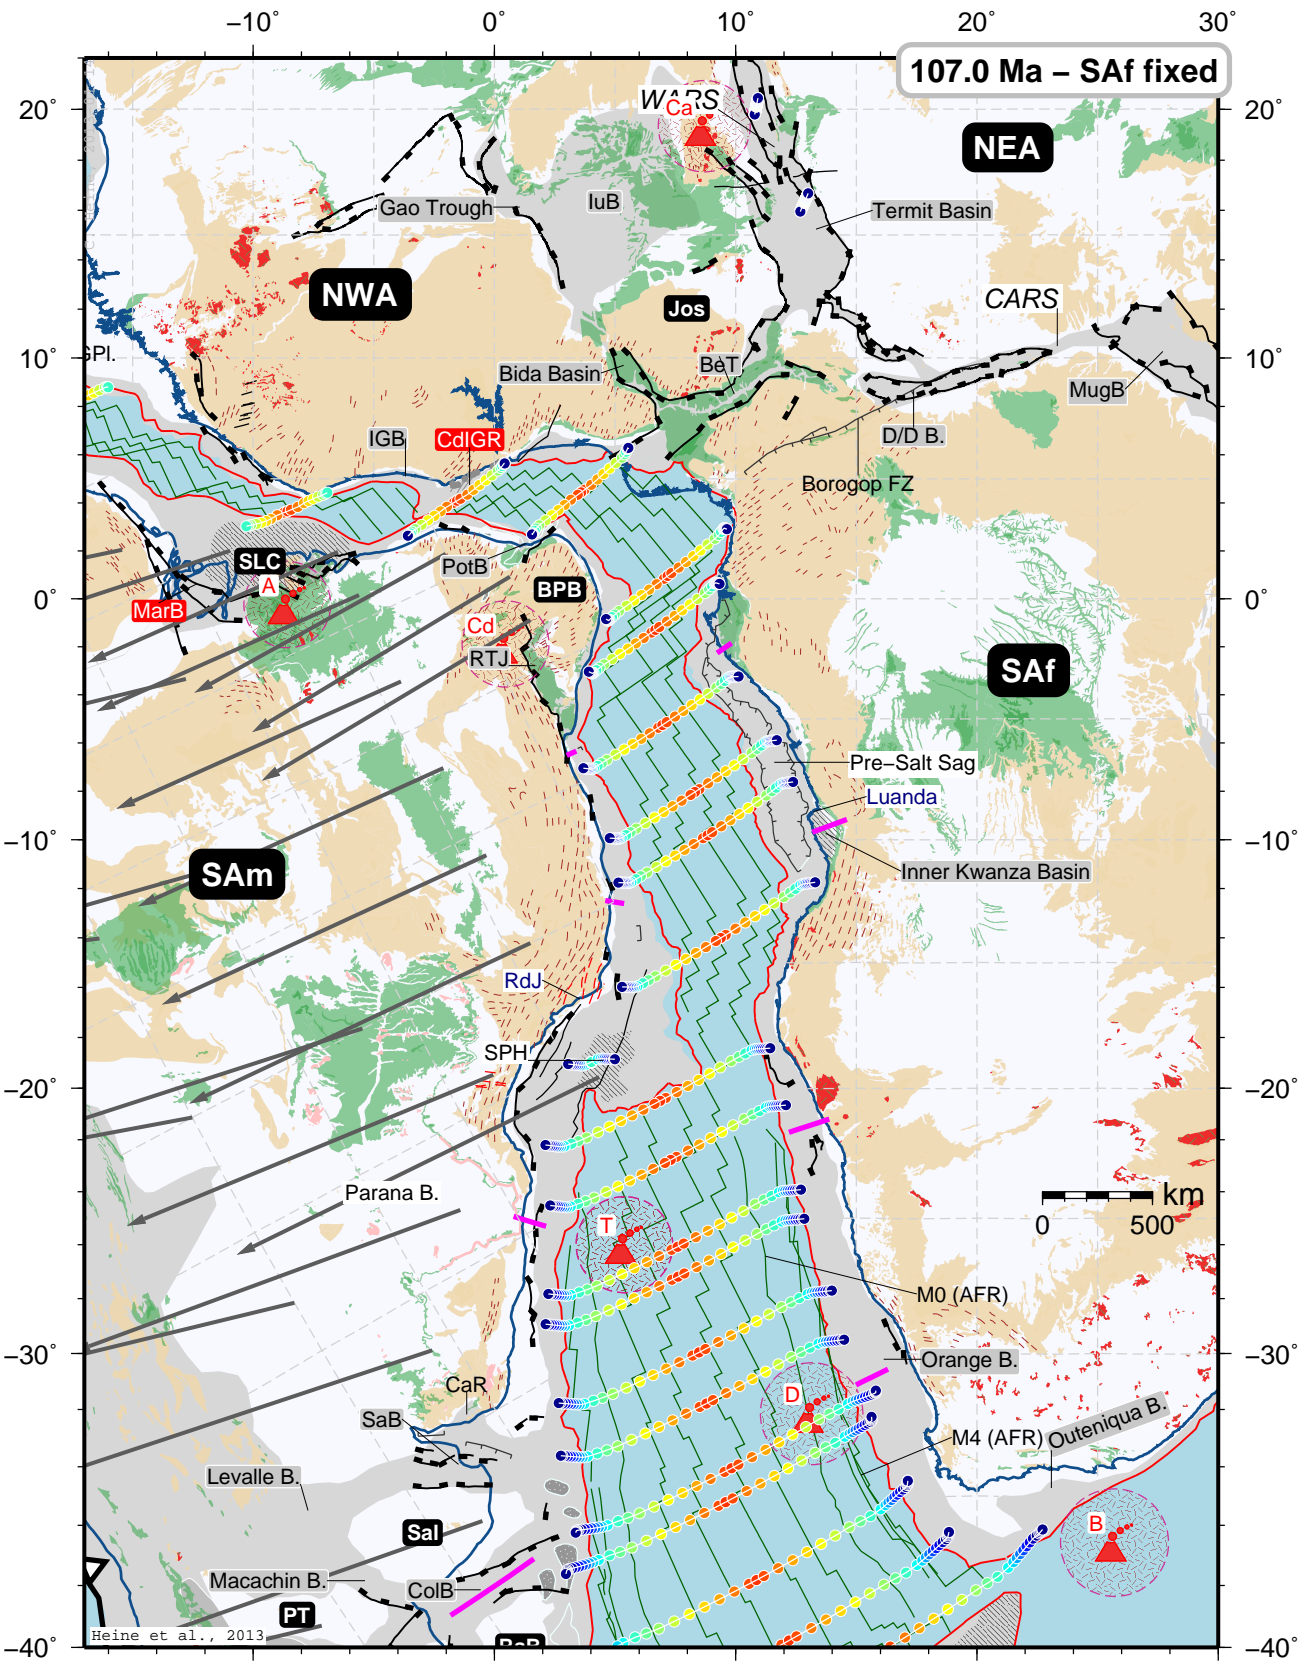 −10° 0° 10° 20° 30°
107.0 Ma − SAf fixed
20° 20°
WARS
Ca
NEA
Gao Trough
IuB
Termit Basin
NWA
Jos
CARS
GPl.
10° 10°
Bida Basin
BeT
MugB
IGB
CdIGR
D/D B.
Borogop FZ
SLC
PotB
BPB
A
MarB
0° 0°
Cd
RTJ
SAf
Pre−Salt Sag
Luanda
−10° −10°
SAm
Inner Kwanza Basin
RdJ
SPH
−20° −20°
Parana B.
km
0 500
T
M0 (AFR)
−30° −30°
Orange B.
CaR
D
SaB
M4 (AFR)
Outeniqua B.
Levalle B.
Sal
B
Macachin B.
ColB
PT
Heine et al., 2013
−40° −40°